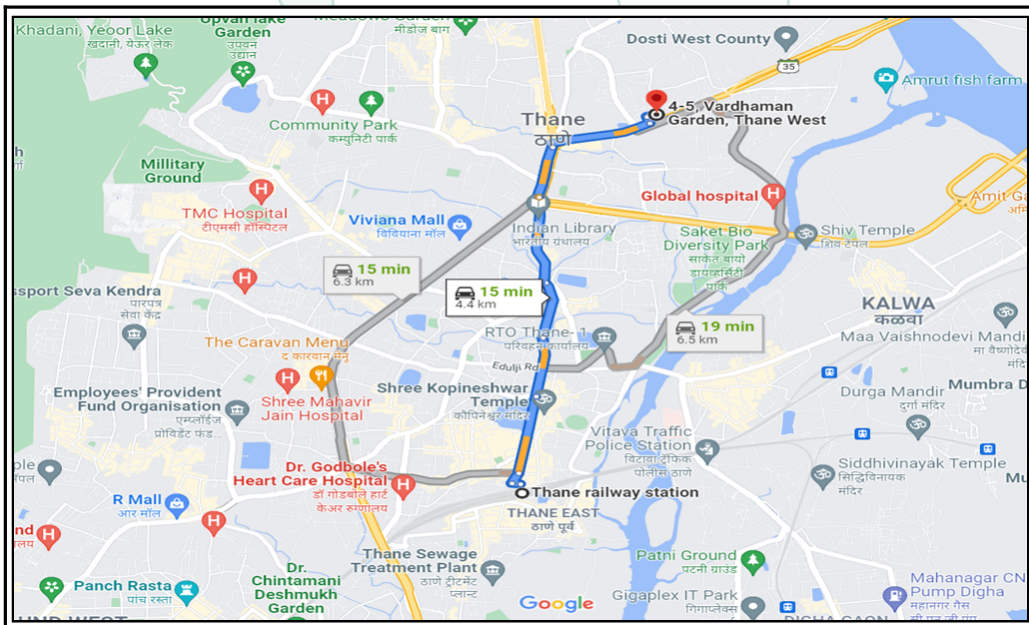 Khadani, Yeoor Lake
खदानी, येऊर लेक
Upvan lake
Garden
उपवन
उद्यान
मीडोज बाग
Dosti West County
35
Amrut fish farm
Community Park
कम्युनिटी पार्क
Thane
ठाणे
4-5, Vardhaman
Garden, Thane West
Millitary
Ground
TMC Hospital
टीएमसी हॉस्पिटल
Viviana Mall
विवियाना मॉल
Indian Library
भारतीय ग्रंथालय
Global hospital
Saket Bio
Diversity Park
साकेत बायो
डायव्हर्सिटी
पार्क
Shiv Temple
शिव टेंपल
15 min
6.3 km
15 min
4.4 km
19 min
6.5 km
ssport Seva Kendra
पारपत्र
सेवा केंद्र
The Caravan Menu
द कारवान मेनू
RTO Thane- 1
परिवहन कार्यालय
Edulji Rd
KALWA
कळवा
Maa Vaishnodevi Mandi
Employees' Provident
Fund Organisation
एम्प्लॉईज
प्रोविडेंट फंड...
Shree Mahavir
Jain Hospital
Shree Kopineshwar
Temple
कौपिनेश्वर
मंदिर
Durga Mandir
दुर्गा मंदिर
Mumbra D
Vitava Traffic
Police Station
विटावा ट्रॅफिक
पोलीस ठाणे
Siddhivinayak Temple
सिद्धिविनायक
मंदिर
Dr. Godbole's
Heart Care Hospital
डॉ गोडबोले हार्ट
केअर रुग्णालय
R Mall
आर मॉल
Thane railway station
THANE EAST
ठाणे पूर्व
Thane Sewage
Treatment Plant
ठाणे ट्रीटमेंट
प्लान्ट
Patni Ground
पटनी ग्राउंड
Panch Rasta
पांच रस्ता
Dr.
Chintamani
Deshmukh
Garden
Google
Gigaplex IT Park
गिगाप्लेक्स
Mahanagar CN
Pump Digha
महानगर गैस